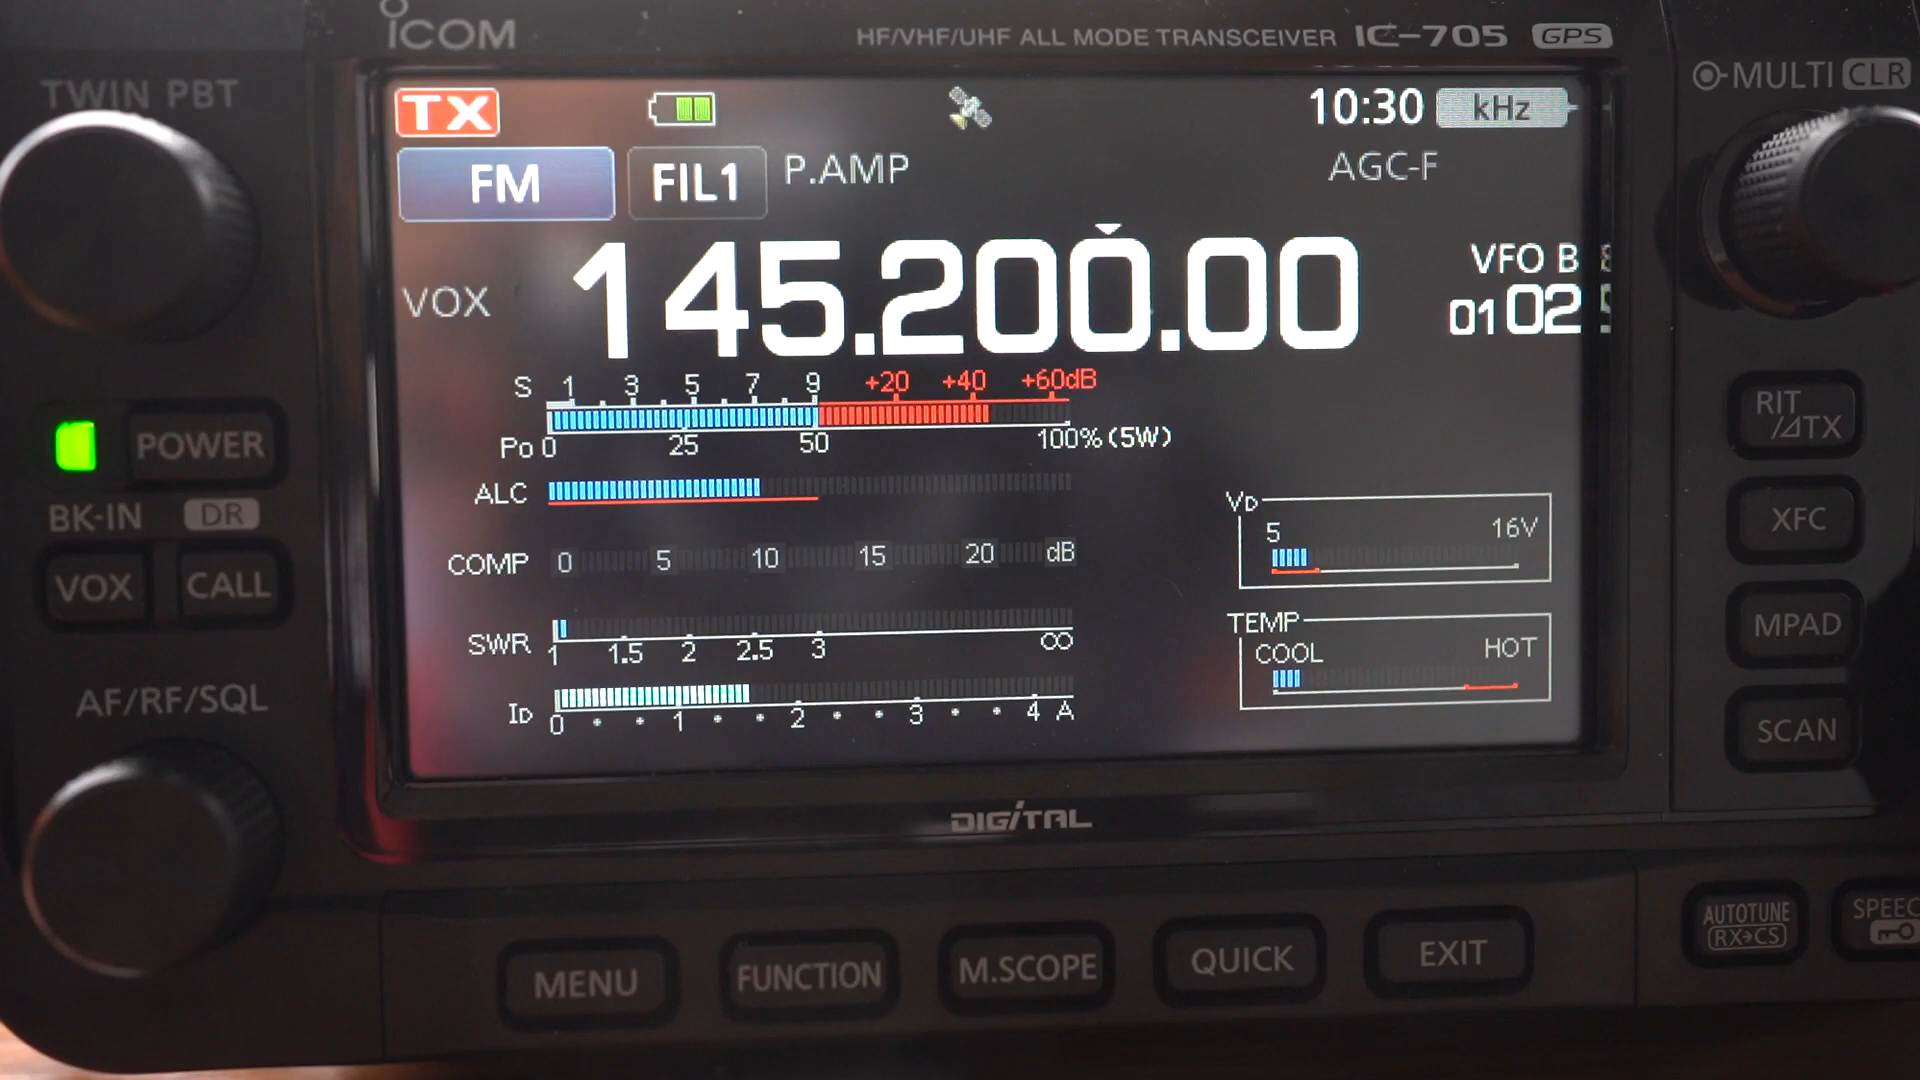 ICOM
HF/VHF/UHF ALL MODE TRANSCEIVER IC-705 GPS
TWIN PBT
MULTI CLR
TX 10:30 kHz
FM FIL1 P.AMP AGC-F
VOX 145.200.00
VFO B
01 02
S 1 3 5 7 9 +20 +40 +60dB
Po 0 25 50 100% (5W)
ALC
COMP 0 5 10 15 20 dB
SWR 1 1.5 2 2.5 3 ∞
ID 0 1 2 3 4 A
VD
5 16V
TEMP
COOL HOT
POWER
BK-IN DR
VOX CALL
AF/RF/SQL
RIT
/⊿TX
XFC
MPAD
SCAN
DIGITAL
MENU FUNCTION M.SCOPE QUICK EXIT
AUTOTUNE
RX→CS
SPEEC